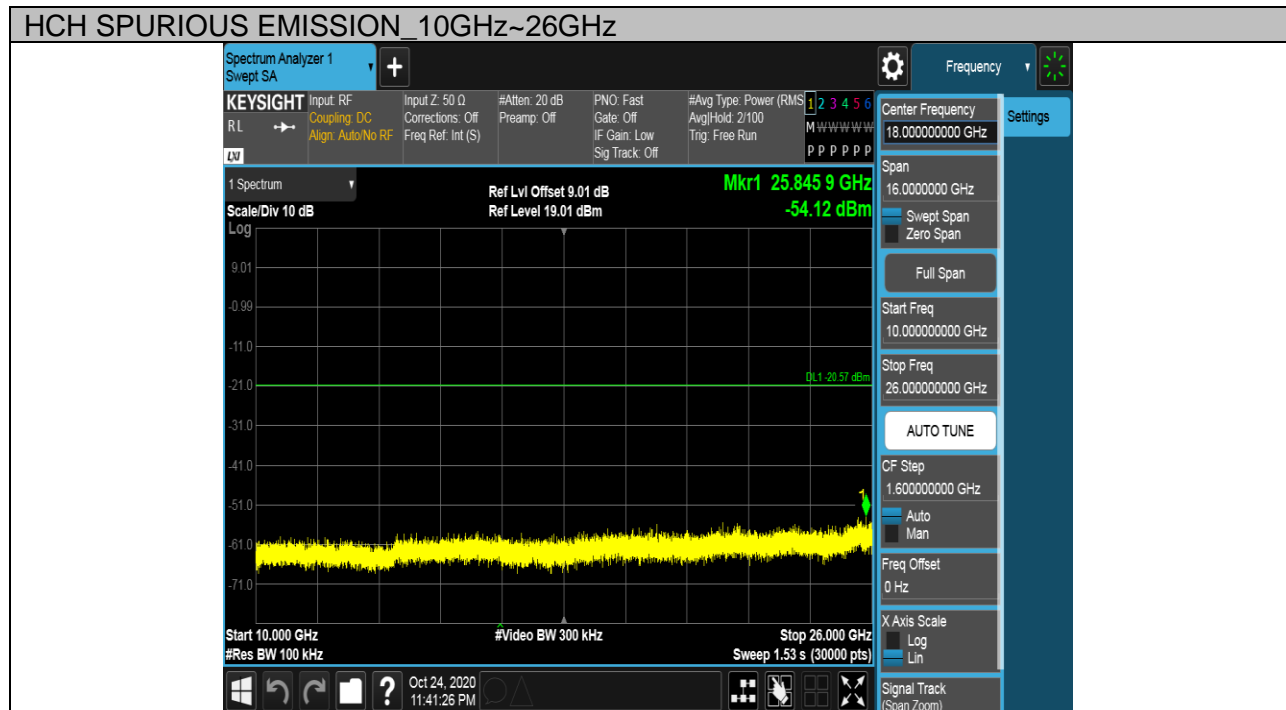 HCH SPURIOUS EMISSION_10GHz~26GHz
Spectrum Analyzer 1
Swept SA
+
Frequency
KEYSIGHT
RL
LXI
Input: RF
Coupling: DC
Align: Auto/No RF
Input Z: 50 Ω
Corrections: Off
Freq Ref: Int (S)
#Atten: 20 dB
Preamp: Off
PNO: Fast
Gate: Off
IF Gain: Low
Sig Track: Off
#Avg Type: Power (RMS
Avg|Hold: 2/100
Trig: Free Run
1 2 3 4 5 6
M W W W W W
P P P P P P
Center Frequency
18.000000000 GHz
Settings
1 Spectrum
Scale/Div 10 dB
Ref Lvl Offset 9.01 dB
Ref Level 19.01 dBm
Mkr1 25.845 9 GHz
-54.12 dBm
Span
16.0000000 GHz
Swept Span
Zero Span
Full Span
Start Freq
10.000000000 GHz
Stop Freq
26.000000000 GHz
AUTO TUNE
CF Step
1.600000000 GHz
Auto
Man
Freq Offset
0 Hz
X Axis Scale
Log
Lin
Signal Track
(Span Zoom)
Log
9.01
-0.99
-11.0
-21.0
-31.0
-41.0
-51.0
-61.0
-71.0
DL1 -20.57 dBm
1
Start 10.000 GHz
#Res BW 100 kHz
#Video BW 300 kHz
Stop 26.000 GHz
Sweep 1.53 s (30000 pts)
?
Oct 24, 2020
11:41:26 PM